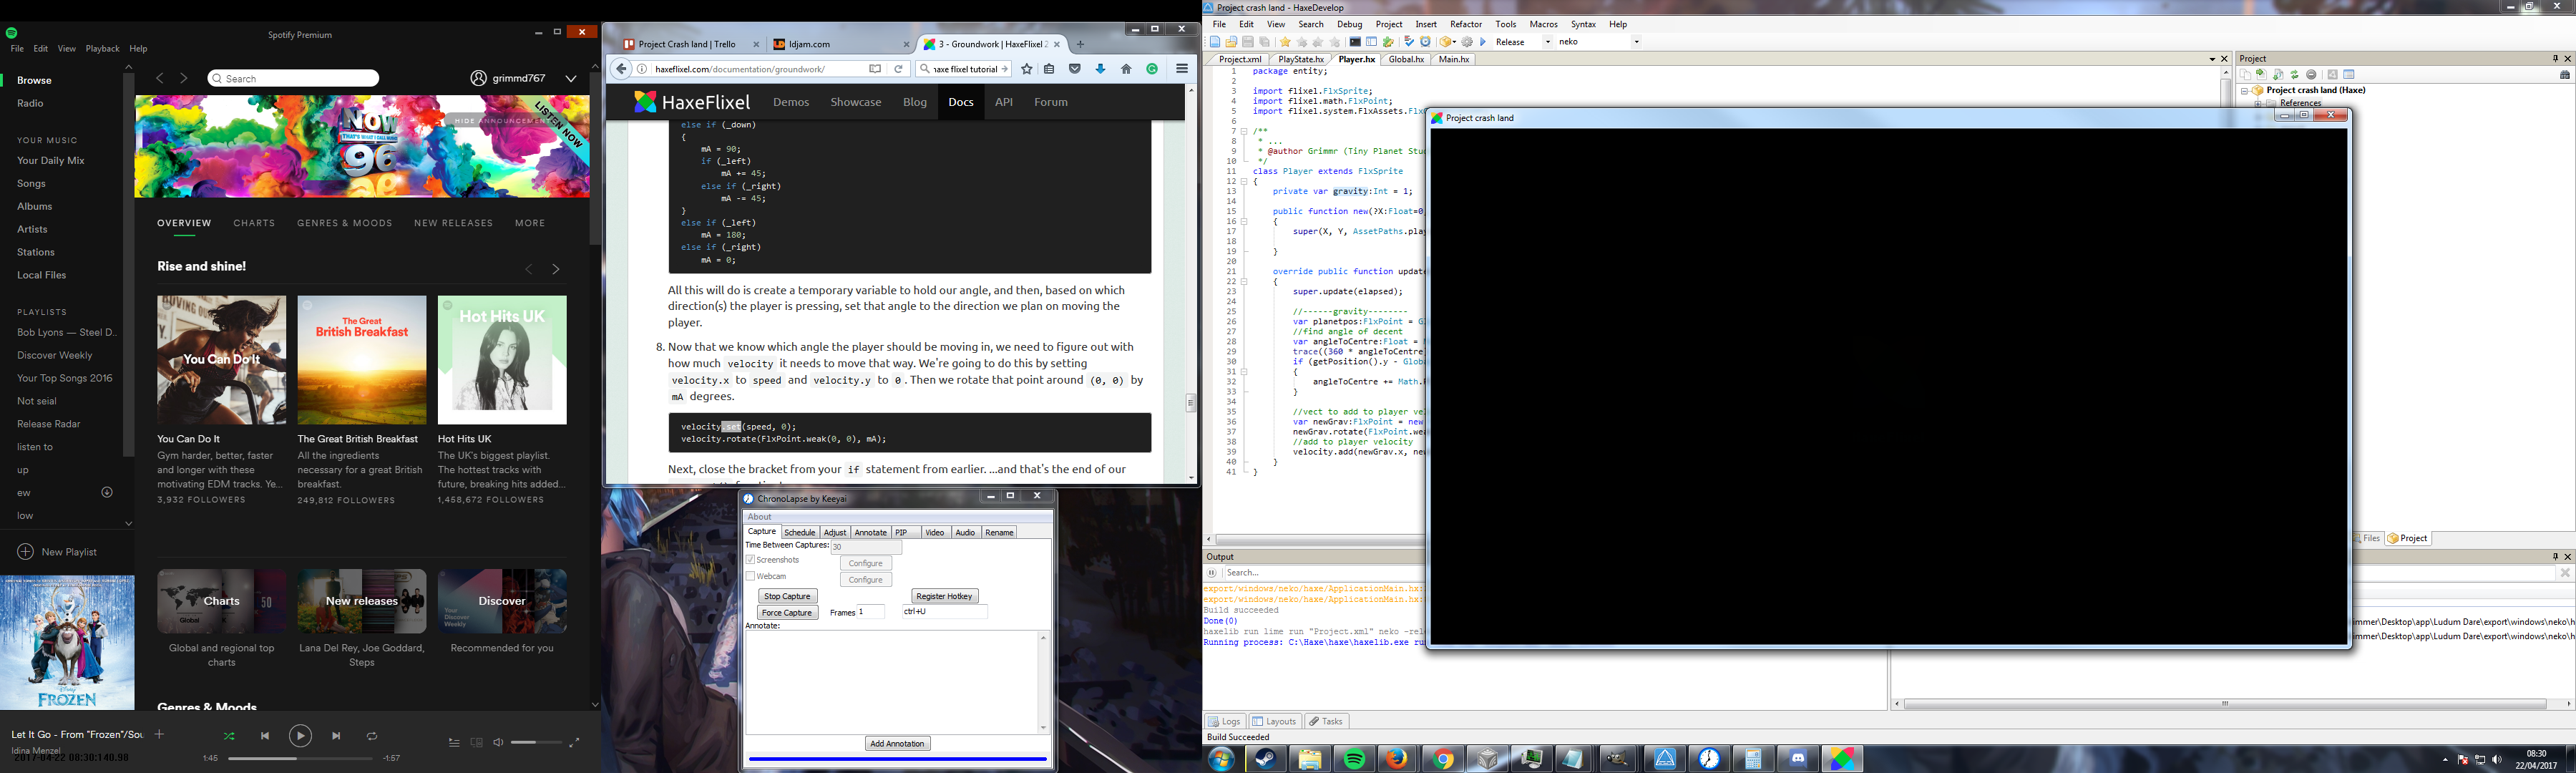 Spotify Premium
File Edit View Playback Help
Browse
Radio
YOUR MUSIC
Your Daily Mix
Songs
Albums
Artists
Stations
Local Files
PLAYLISTS
Bob Lyons — Steel D..
Discover Weekly
Your Top Songs 2016
Not seial
Release Radar
listen to
up
ew
low
New Playlist
Disney
FROZEN
Search
grimmd767
HIDE ANNOUNCEMENTS
LISTEN NOW
NOW
THAT'S WHAT I CALL MUSIC
96
OVERVIEW CHARTS GENRES & MOODS NEW RELEASES MORE
Rise and shine!
You Can Do It
The Great
British Breakfast
Hot Hits UK
You Can Do It
Gym harder, better, faster
and longer with these
motivating EDM tracks. Ye...
3,932 FOLLOWERS
The Great British Breakfast
All the ingredients
necessary for a great British
breakfast.
249,812 FOLLOWERS
Hot Hits UK
The UK's biggest playlist.
The hottest tracks with
future, breaking hits added...
1,458,672 FOLLOWERS
Charts
Global and regional top
charts
New releases
Lana Del Rey, Joe Goddard,
Steps
Discover
Recommended for you
Genres & Moods
Let It Go - From "Frozen"/Sou
Idina Menzel
2017-04-22 08:30:140.98
1:45 -1:57
Project Crash land | Trello
ldjam.com
3 - Groundwork | HaxeFlixel 2
haxeflixel.com/documentation/groundwork/
haxe flixel tutorial
HaxeFlixel Demos Showcase Blog Docs API Forum
else if (_down)
{
mA = 90;
if (_left)
mA += 45;
else if (_right)
mA -= 45;
}
else if (_left)
mA = 180;
else if (_right)
mA = 0;
All this will do is create a temporary variable to hold our angle, and then, based on which
direction(s) the player is pressing, set that angle to the direction we plan on moving the
player.
8. Now that we know which angle the player should be moving in, we need to figure out with
how much velocity it needs to move that way. We're going to do this by setting
velocity.x to speed and velocity.y to 0 . Then we rotate that point around (0, 0) by
mA degrees.
velocity.set(speed, 0);
velocity.rotate(FlxPoint.weak(0, 0), mA);
Next, close the bracket from your if statement from earlier. ...and that's the end of our
ChronoLapse by Keeyai
About
Capture Schedule Adjust Annotate PIP Video Audio Rename
Time Between Captures: 30
Screenshots Configure
Webcam Configure
Stop Capture Register Hotkey
Force Capture Frames 1 ctrl+U
Annotate:
Add Annotation
Project crash land - HaxeDevelop
File Edit View Search Debug Project Insert Refactor Tools Macros Syntax Help
Release neko
Project.xml PlayState.hx Player.hx Global.hx Main.hx
1 package entity;
2
3 import flixel.FlxSprite;
4 import flixel.math.FlxPoint;
5 import flixel.system.FlxAssets.Flx
6
7 /**
8 * ...
9 * @author Grimmr (Tiny Planet Stud
10 */
11 class Player extends FlxSprite
12 {
13 private var gravity:Int = 1;
14
15 public function new(?X:Float=0,
16 {
17 super(X, Y, AssetPaths.play
18
19 }
20
21 override public function update
22 {
23 super.update(elapsed);
24
25 //------gravity--------
26 var planetpos:FlxPoint = Gl
27 //find angle of decent
28 var angleToCentre:Float = M
29 trace((360 * angleToCentre)
30 if (getPosition().y - Globa
31 {
32 angleToCentre += Math.P
33 }
34
35 //vect to add to player vel
36 var newGrav:FlxPoint = new
37 newGrav.rotate(FlxPoint.wea
38 //add to player velocity
39 velocity.add(newGrav.x, new
40 }
41 }
Project crash land
Project
Project crash land (Haxe)
References
Files Project
Output
Search...
export/windows/neko/haxe/ApplicationMain.hx:
export/windows/neko/haxe/ApplicationMain.hx:
Build succeeded
Done(0)
haxelib run lime run "Project.xml" neko -rele
Running process: C:\Haxe\haxe\haxelib.exe run
immer\Desktop\app\Ludum Dare\export\windows\neko\h
immer\Desktop\app\Ludum Dare\export\windows\neko\h
Logs Layouts Tasks
Build Succeeded
08:30
22/04/2017